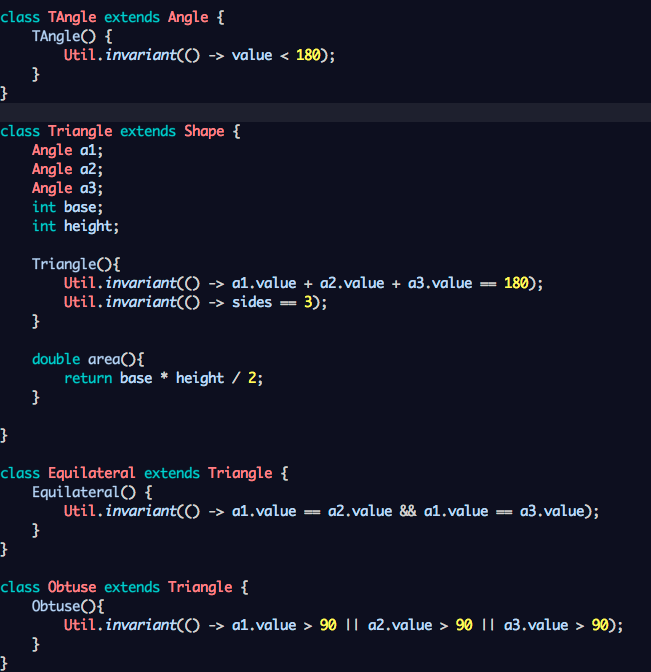 class TAngle extends Angle {
    TAngle() {
        Util.invariant(() -> value < 180);
    }
}
class Triangle extends Shape {
    Angle a1;
    Angle a2;
    Angle a3;
    int base;
    int height;
    Triangle(){
        Util.invariant(() -> a1.value + a2.value + a3.value == 180);
        Util.invariant(() -> sides == 3);
    }
    double area(){
        return base * height / 2;
    }
}
class Equilateral extends Triangle {
    Equilateral() {
        Util.invariant(() -> a1.value == a2.value && a1.value == a3.value);
    }
}
class Obtuse extends Triangle {
    Obtuse(){
        Util.invariant(() -> a1.value > 90 || a2.value > 90 || a3.value > 90);
    }
}